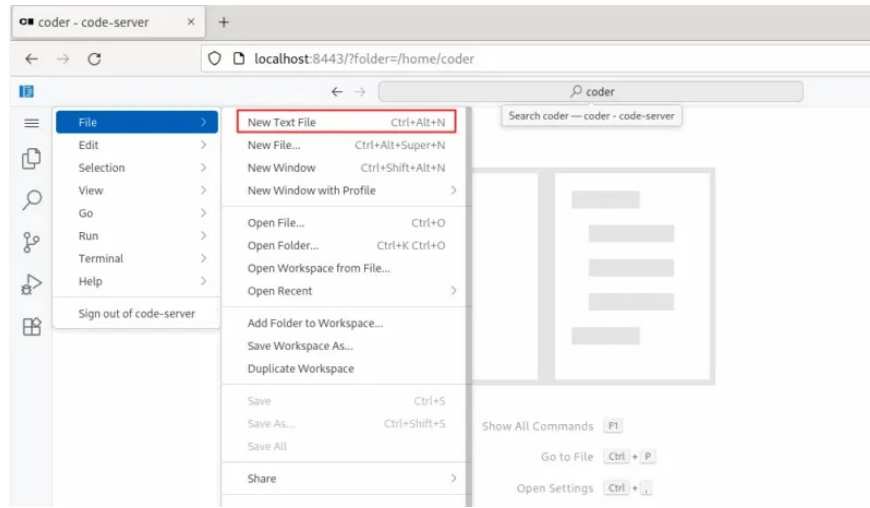 coder - code-server
localhost:8443/?folder=/home/coder
coder
Search coder — coder - code-server
File
Edit
Selection
View
Go
Run
Terminal
Help
Sign out of code-server
New Text File Ctrl+Alt+N
New File... Ctrl+Alt+Super+N
New Window Ctrl+Shift+Alt+N
New Window with Profile
Open File... Ctrl+O
Open Folder... Ctrl+K Ctrl+O
Open Workspace from File...
Open Recent
Add Folder to Workspace...
Save Workspace As...
Duplicate Workspace
Save Ctrl+S
Save As... Ctrl+Shift+S
Save All
Share
Show All Commands F1
Go to File Ctrl + P
Open Settings Ctrl + ,